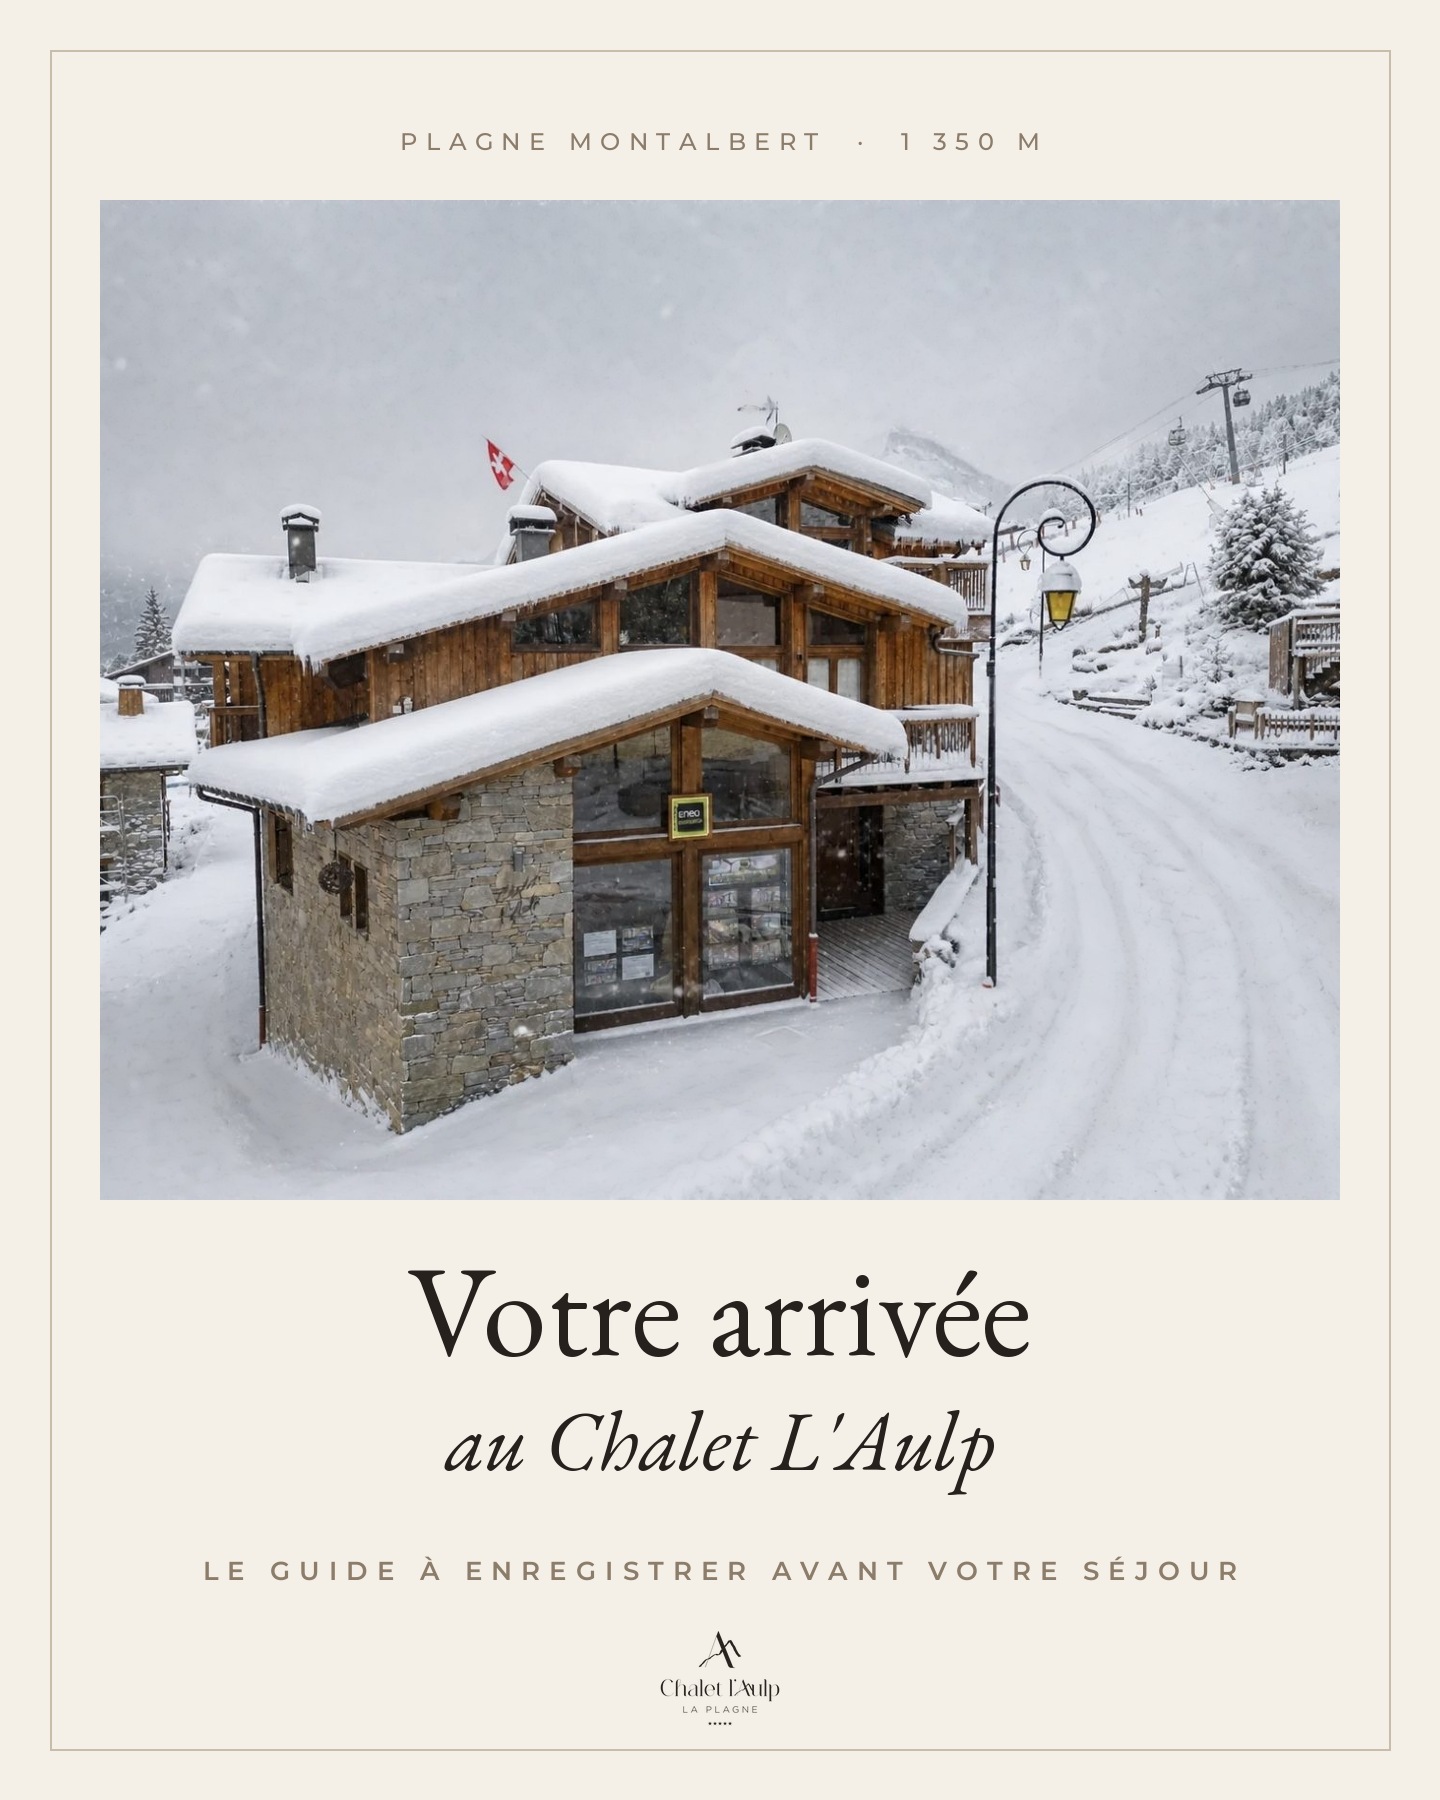 PLAGNE MONTALBERT · 1 350 M
eneo
Votre arrivée
au Chalet L'Aulp
LE GUIDE À ENREGISTRER AVANT VOTRE SÉJOUR
Chalet l'Aulp
LA PLAGNE